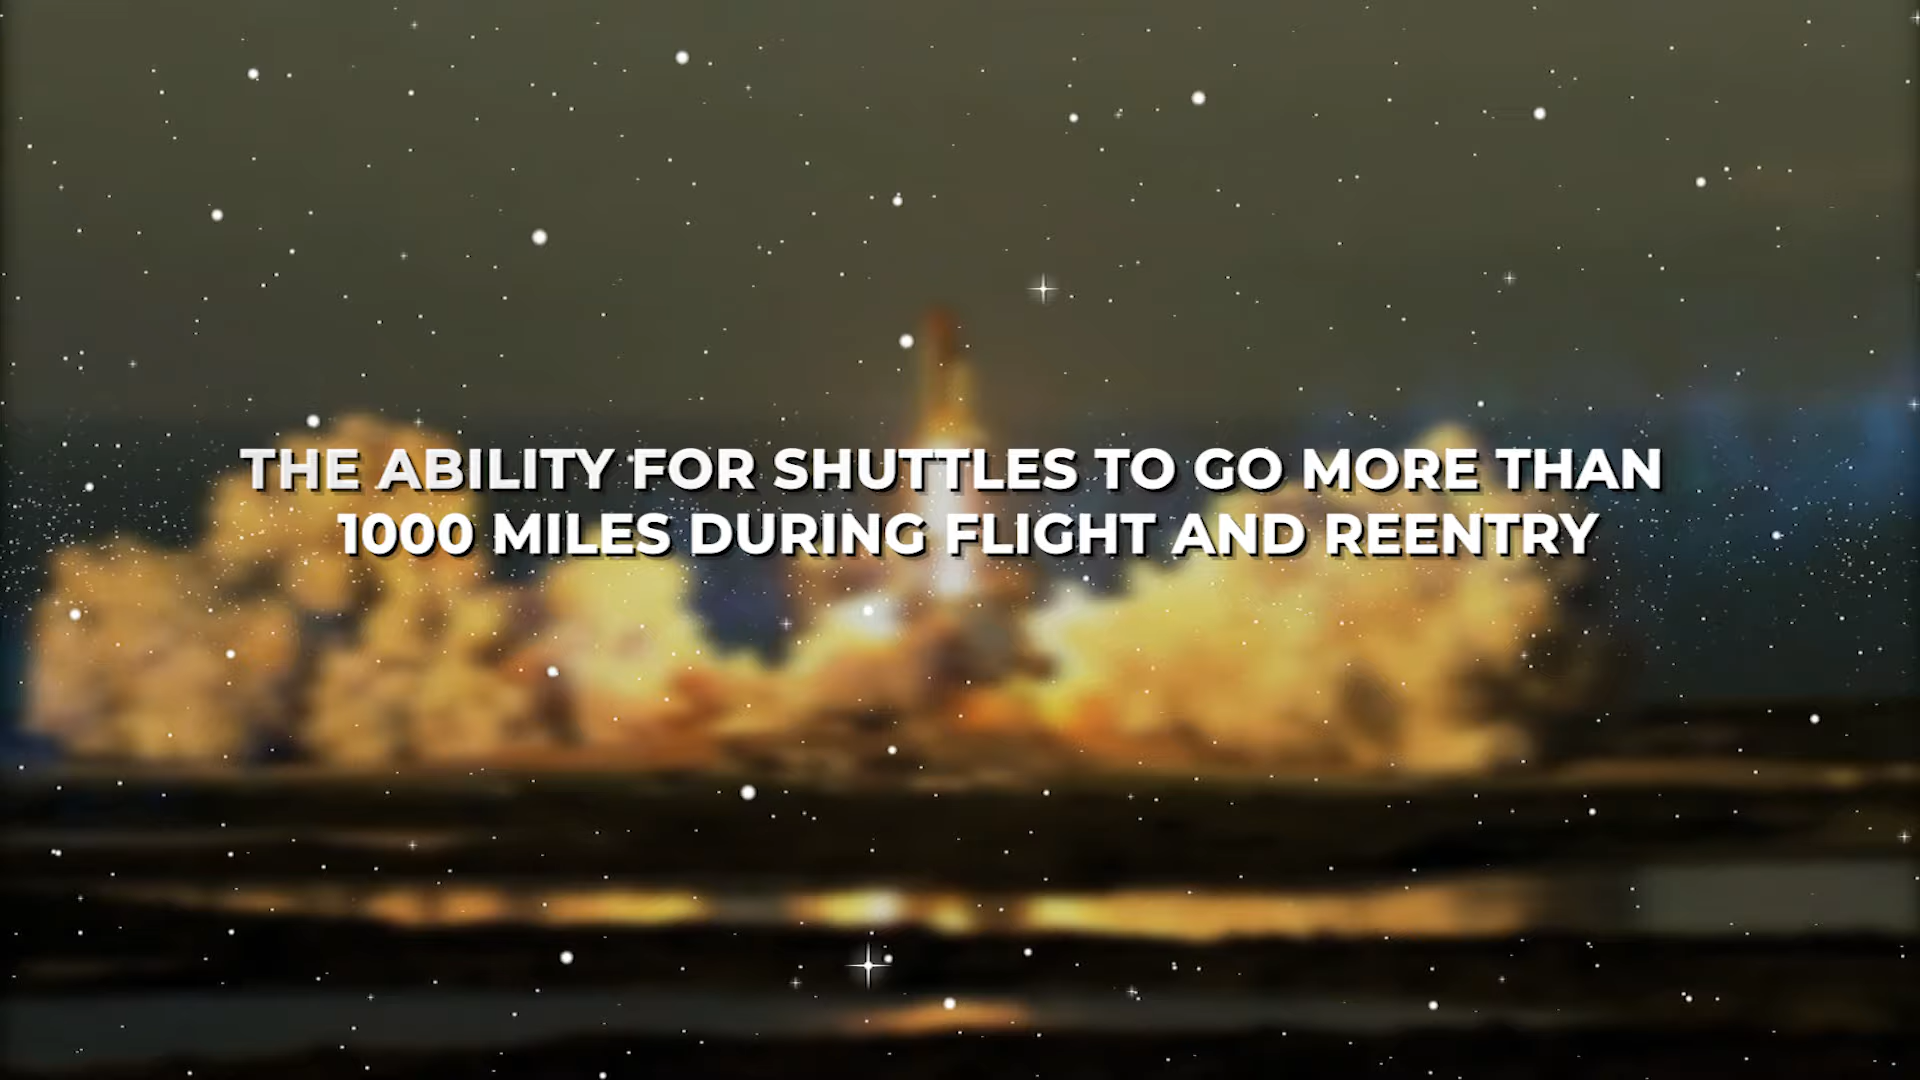 THE ABILITY FOR SHUTTLES TO GO MORE THAN
1000 MILES DURING FLIGHT AND REENTRY